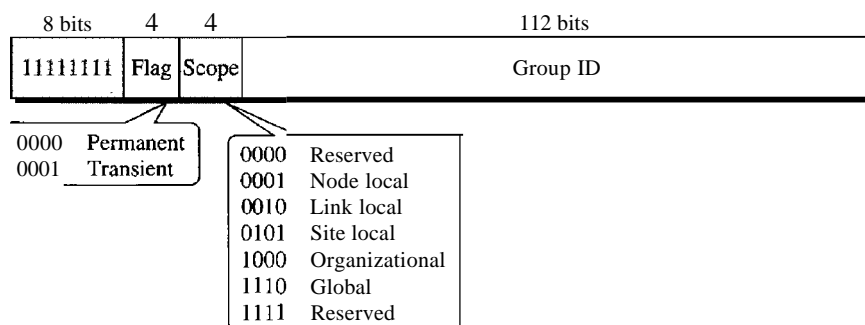 8 bits 4 4 112 bits
11111111 Flag Scope Group ID
0000 Permanent
0001 Transient
0000 Reserved
0001 Node local
0010 Link local
0101 Site local
1000 Organizational
1110 Global
1111 Reserved